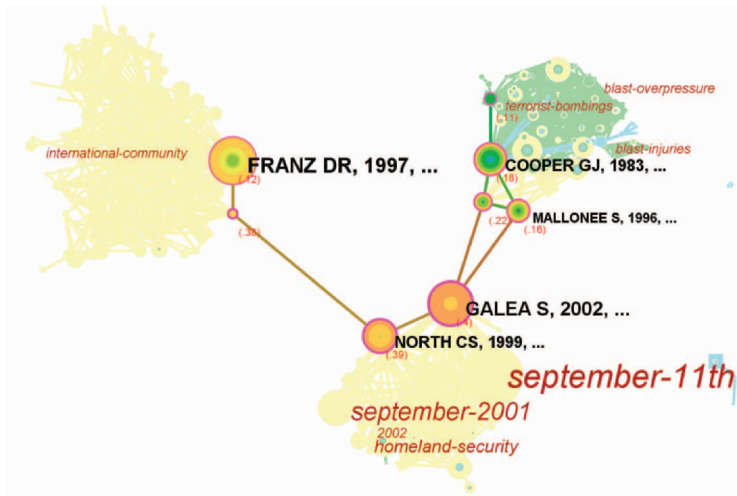 blast-overpressure
terrorist-bombings
(.11)
international-community
blast-injuries
FRANZ DR, 1997, ...
COOPER GJ, 1983, ...
(.12)
(.18)
(.22)
MALLONEE S, 1996, ...
(.16)
(.38)
GALEA S, 2002, ...
(.4)
NORTH CS, 1999, ...
(.39)
september-11th
september-2001
2002
homeland-security